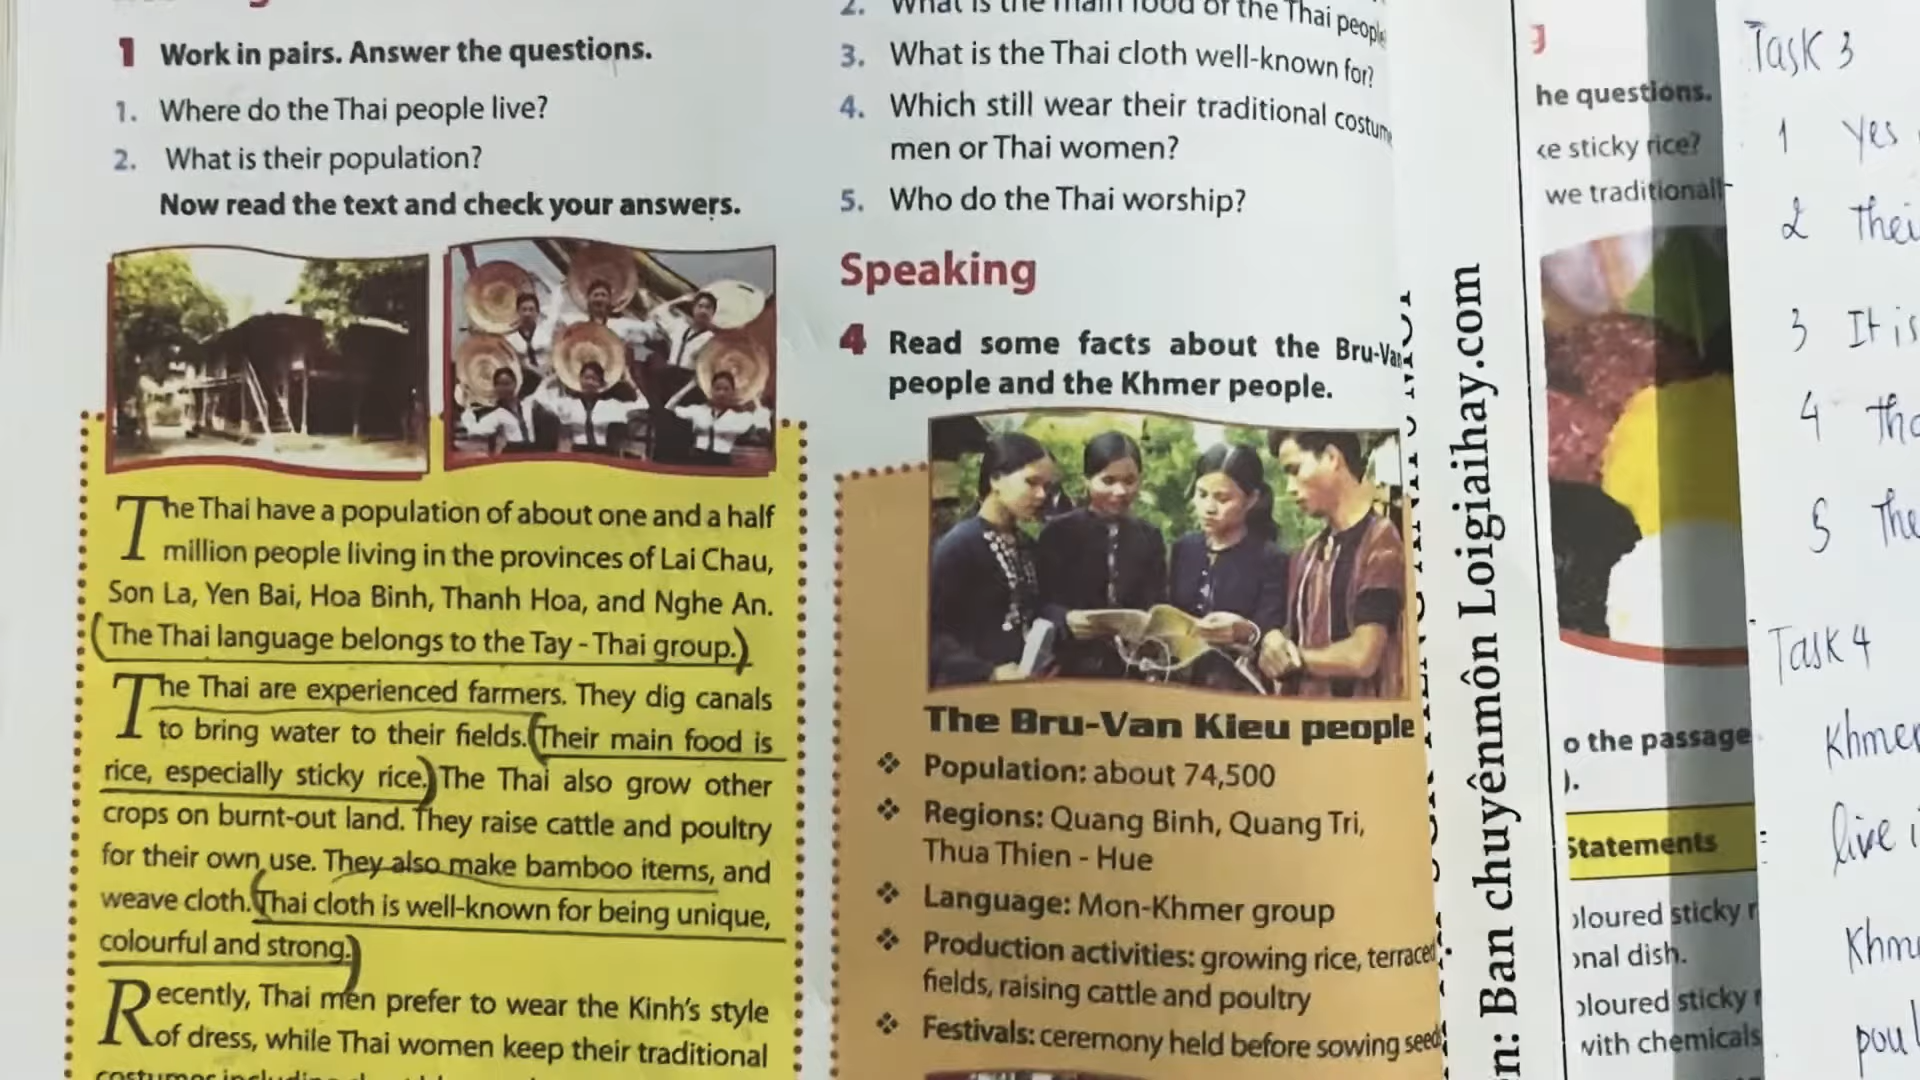 1 Work in pairs. Answer the questions.
1. Where do the Thai people live?
2. What is their population?
Now read the text and check your answers.
The Thai have a population of about one and a half
million people living in the provinces of Lai Chau,
Son La, Yen Bai, Hoa Binh, Thanh Hoa, and Nghe An.
(The Thai language belongs to the Tay - Thai group.)
The Thai are experienced farmers. They dig canals
to bring water to their fields. (Their main food is
rice, especially sticky rice.) The Thai also grow other
crops on burnt-out land. They raise cattle and poultry
for their own use. They also make bamboo items, and
weave cloth. (Thai cloth is well-known for being unique,
colourful and strong.)
Recently, Thai men prefer to wear the Kinh's style
of dress, while Thai women keep their traditional
2. What is the main food of the Thai people
3. What is the Thai cloth well-known for?
4. Which still wear their traditional costum
men or Thai women?
5. Who do the Thai worship?
Speaking
4 Read some facts about the Bru-Van
people and the Khmer people.
The Bru-Van Kieu people
❖ Population: about 74,500
❖ Regions: Quang Binh, Quang Tri,
Thua Thien - Hue
❖ Language: Mon-Khmer group
❖ Production activities: growing rice, terraced
fields, raising cattle and poultry
❖ Festivals: ceremony held before sowing seed
n: Ban chuyênmôn Loigiaihay.com
he questions.
ke sticky rice?
we traditionall
o the passage
).
Statements
oloured sticky r
onal dish.
oloured sticky r
with chemicals
Task 3
1 Yes
2 Thei
3 It is
4 Tha
5 The
Task 4
Khmer
live i
Khme
poul